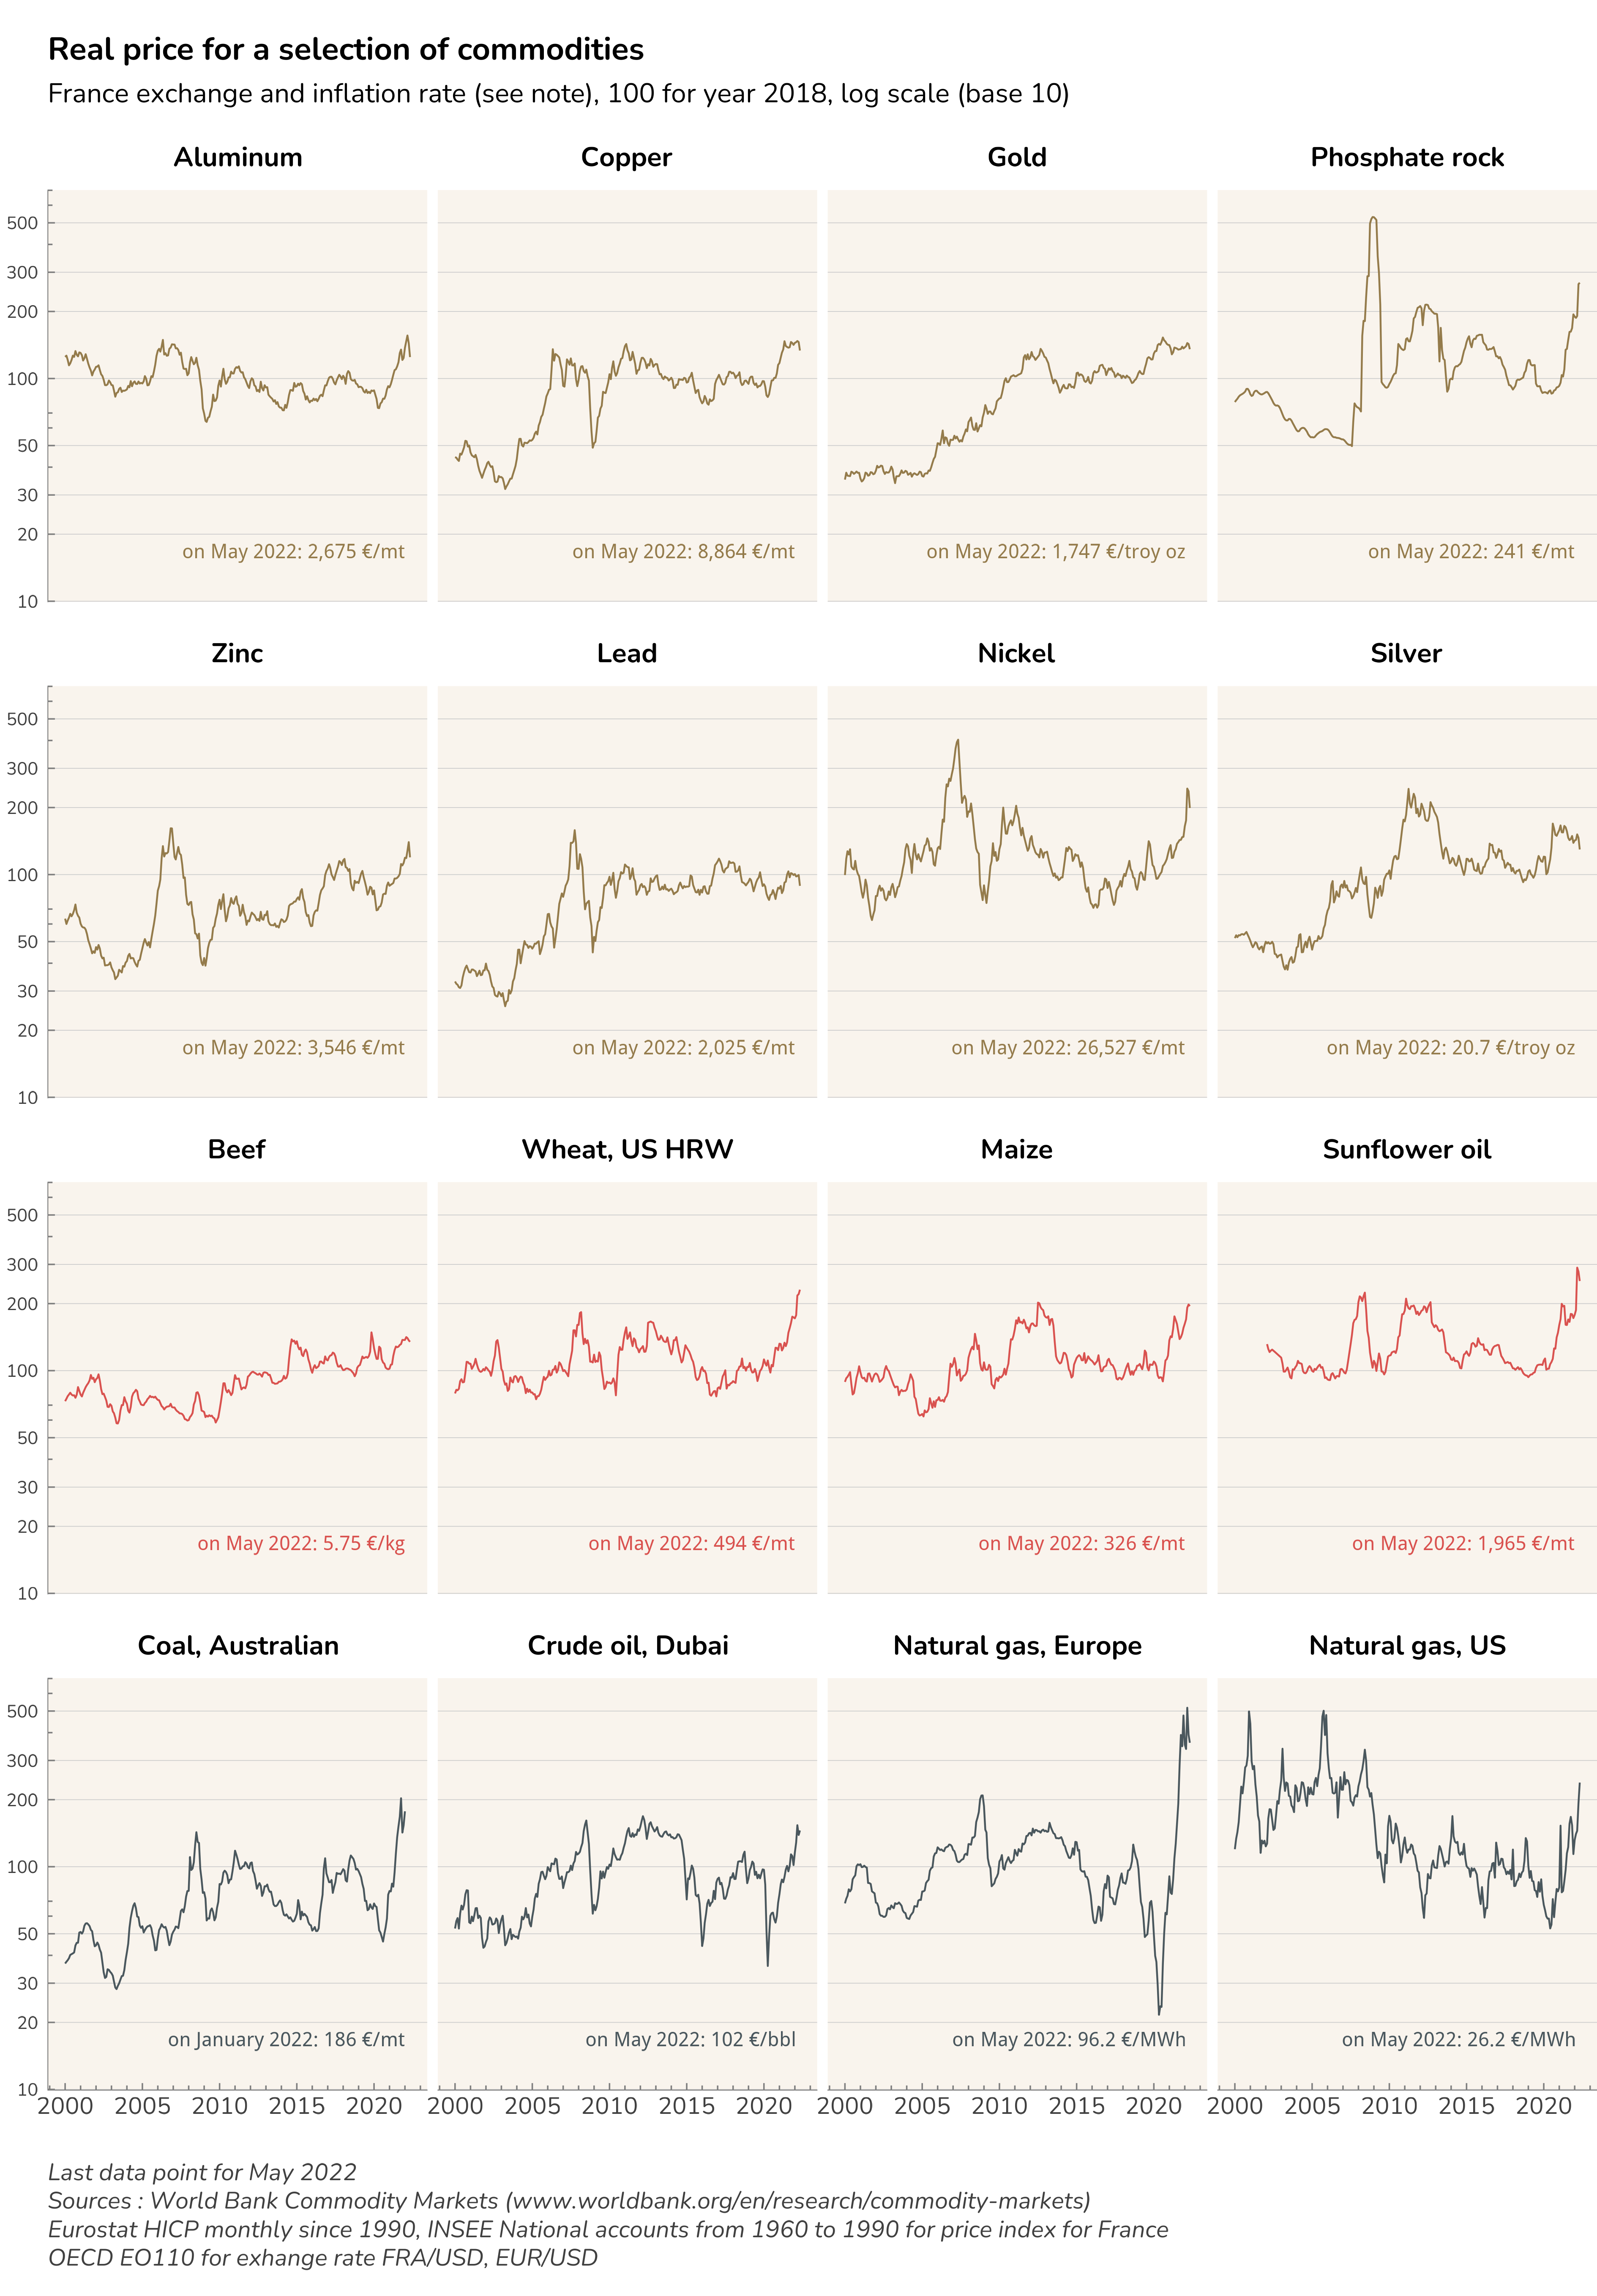 Real price for a selection of commodities
France exchange and inflation rate (see note), 100 for year 2018, log scale (base 10)
Aluminum Copper Gold Phosphate rock
500
300
200
100
50
30
20
on May 2022: 2,675 €/mt on May 2022: 8,864 €/mt on May 2022: 1,747 €/troy oz on May 2022: 241 €/mt
10
Zinc Lead Nickel Silver
500
300
200
100
50
30
20
on May 2022: 3,546 €/mt on May 2022: 2,025 €/mt on May 2022: 26,527 €/mt on May 2022: 20.7 €/troy oz
10
Beef Wheat, US HRW Maize Sunflower oil
500
300
200
100
50
30
20
on May 2022: 5.75 €/kg on May 2022: 494 €/mt on May 2022: 326 €/mt on May 2022: 1,965 €/mt
10
Coal, Australian Crude oil, Dubai Natural gas, Europe Natural gas, US
500
300
200
100
50
30
20
on January 2022: 186 €/mt on May 2022: 102 €/bbl on May 2022: 96.2 €/MWh on May 2022: 26.2 €/MWh
10
2000 2005 2010 2015 2020 2000 2005 2010 2015 2020 2000 2005 2010 2015 2020 2000 2005 2010 2015 2020
Last data point for May 2022
Sources : World Bank Commodity Markets (www.worldbank.org/en/research/commodity-markets)
Eurostat HICP monthly since 1990, INSEE National accounts from 1960 to 1990 for price index for France
OECD EO110 for exhange rate FRA/USD, EUR/USD